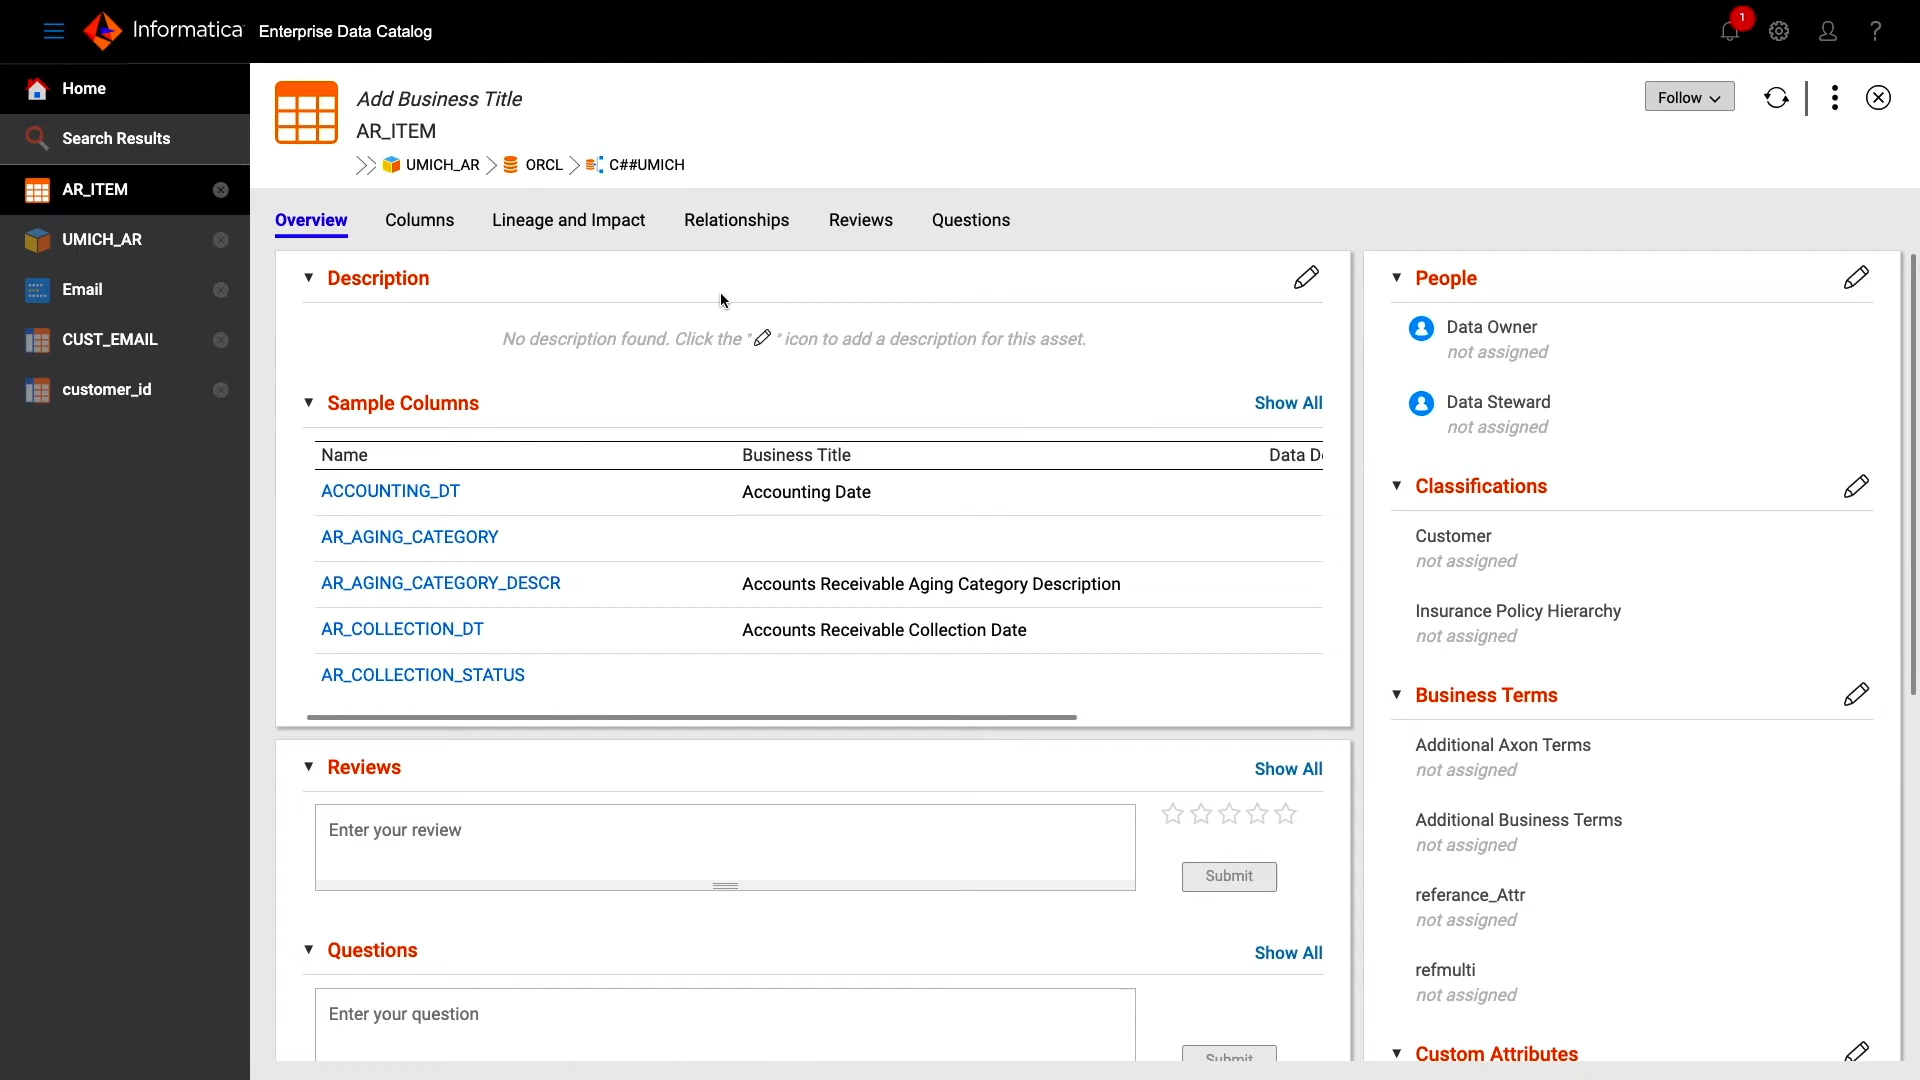 Informatica Enterprise Data Catalog
1
?
Home
Search Results
AR_ITEM
UMICH_AR
Email
CUST_EMAIL
customer_id
Add Business Title
AR_ITEM
UMICH_AR ORCL C##UMICH
Follow
Overview Columns Lineage and Impact Relationships Reviews Questions
Description
No description found. Click the " " icon to add a description for this asset.
Sample Columns Show All
Name Business Title Data De
ACCOUNTING_DT Accounting Date
AR_AGING_CATEGORY
AR_AGING_CATEGORY_DESCR Accounts Receivable Aging Category Description
AR_COLLECTION_DT Accounts Receivable Collection Date
AR_COLLECTION_STATUS
Reviews Show All
Enter your review
Submit
Questions Show All
Enter your question
Submit
People
Data Owner
not assigned
Data Steward
not assigned
Classifications
Customer
not assigned
Insurance Policy Hierarchy
not assigned
Business Terms
Additional Axon Terms
not assigned
Additional Business Terms
not assigned
referance_Attr
not assigned
refmulti
not assigned
Custom Attributes